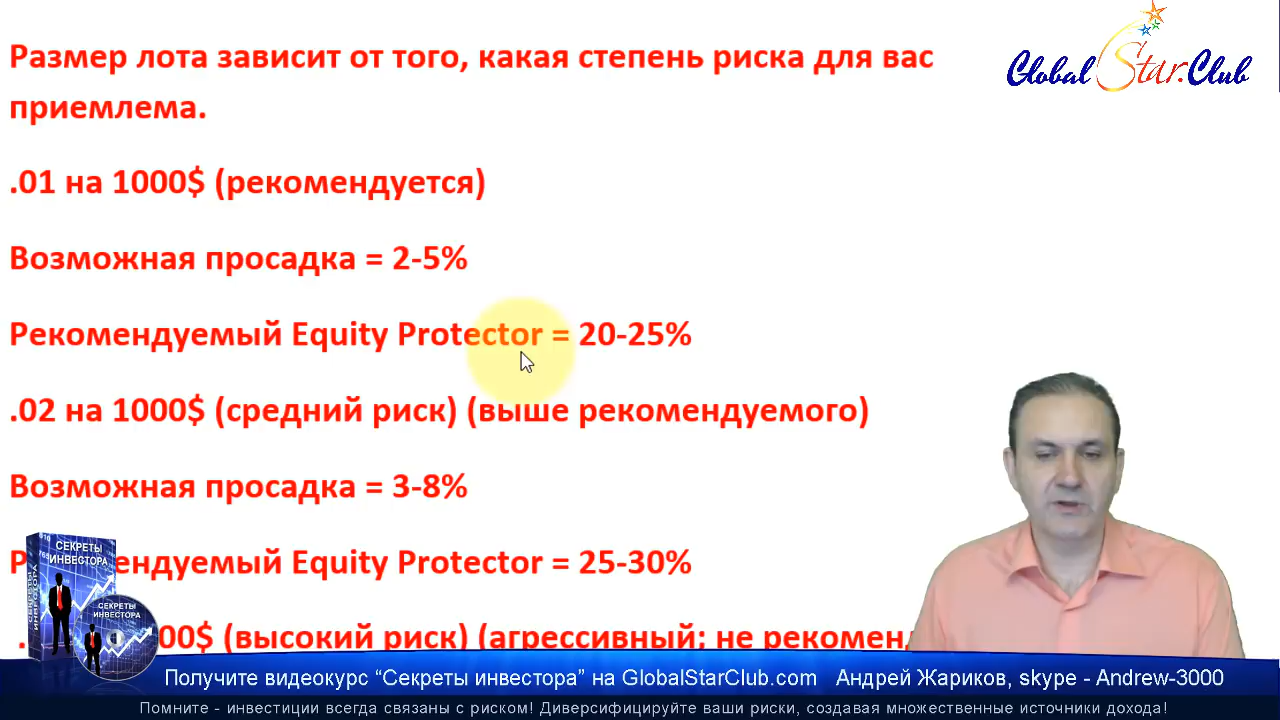 Размер лота зависит от того, какая степень риска для вас
приемлема.
Global Star.Club
.01 на 1000$ (рекомендуется)
Возможная просадка = 2-5%
Рекомендуемый Equity Protector = 20-25%
.02 на 1000$ (средний риск) (выше рекомендуемого)
Возможная просадка = 3-8%
СЕКРЕТЫ
ИНВЕСТОРА
СЕКРЕТЫ
ИНВЕСТОРА
Equity Protector = 25-30%
(высокий риск) (агрессивный; не
Получите видеокурс “Секреты инвестора” на GlobalStarClub.com Андрей Жариков, skype - Andrew-3000
Помните - инвестиции всегда связаны с риском! Диверсифицируйте ваши риски, создавая множественные источники дохода!